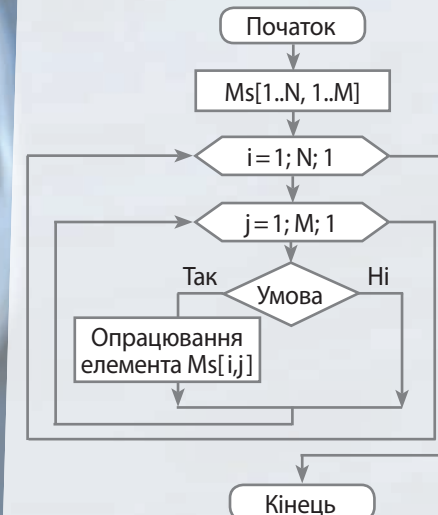 Початок
Ms[1..N, 1..M]
i = 1; N; 1
j = 1; M; 1
Так
Умова
Ні
Опрацювання
елемента Ms[i,j]
Кінець